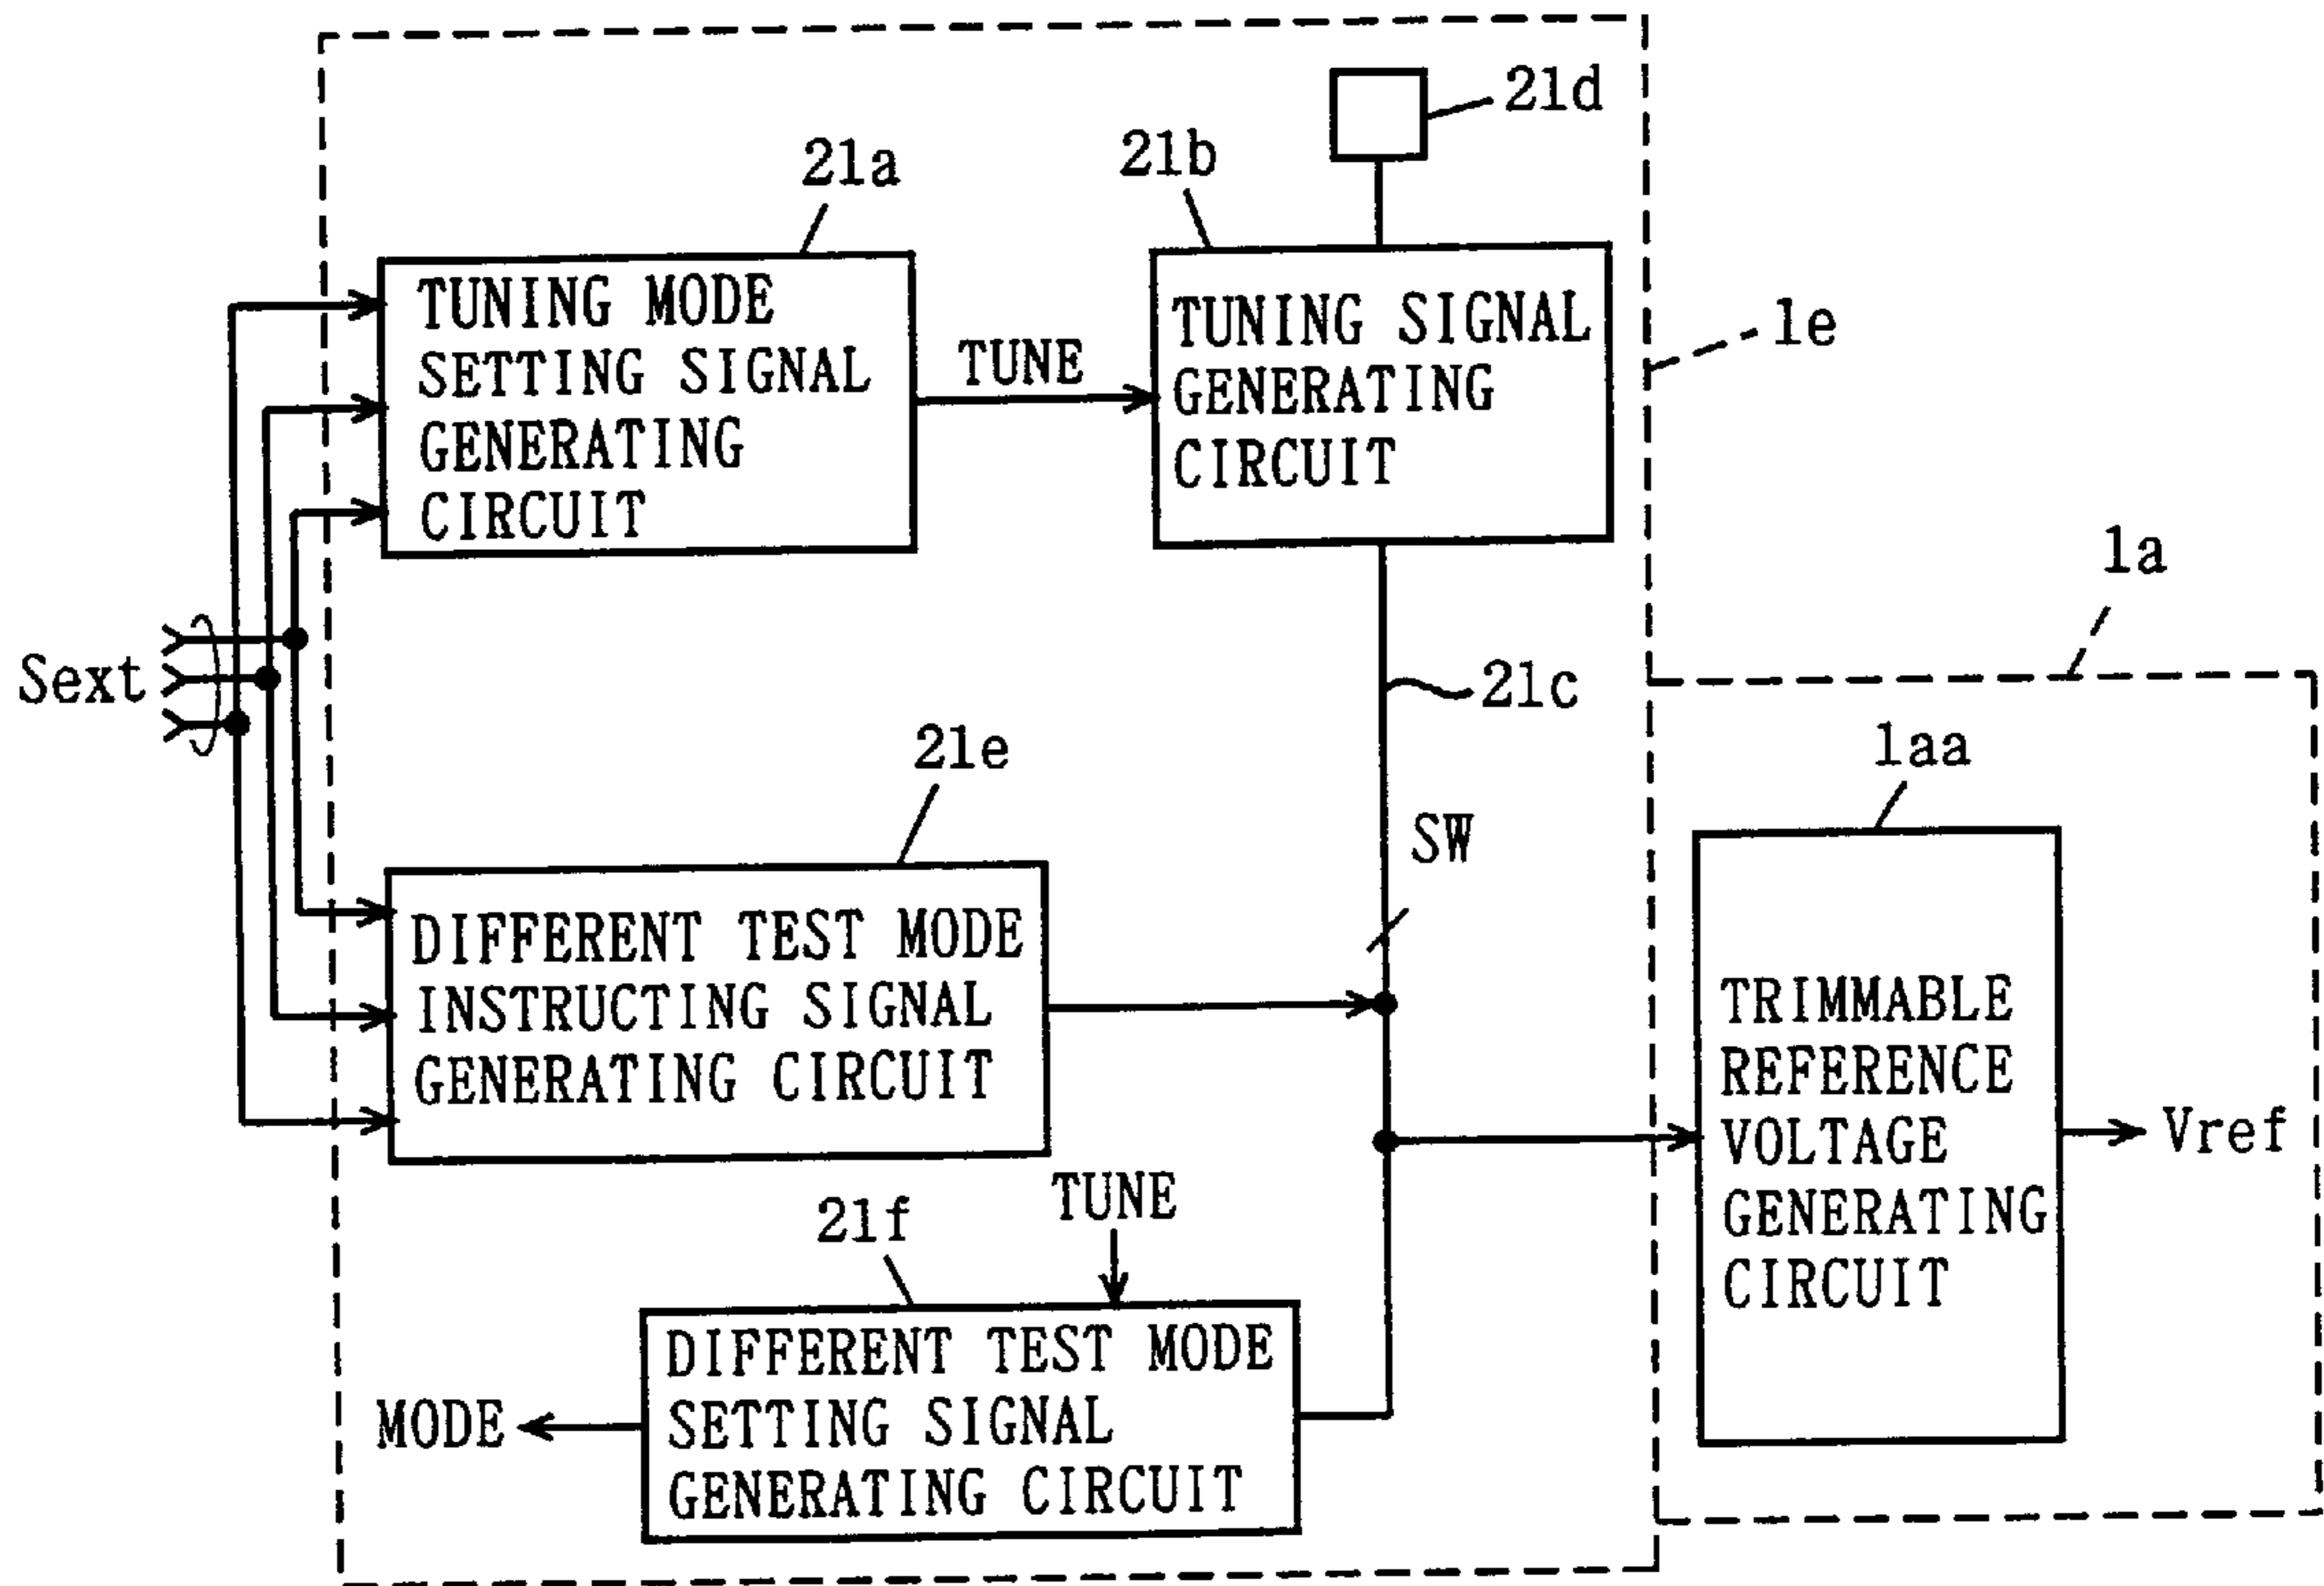 21d
21a
21b
TUNING MODE
SETTING SIGNAL
GENERATING
CIRCUIT
TUNE
TUNING SIGNAL
GENERATING
CIRCUIT
1e
1a
Sext
21c
21e
1aa
SW
DIFFERENT TEST MODE
INSTRUCTING SIGNAL
GENERATING CIRCUIT
TRIMMABLE
REFERENCE
VOLTAGE
GENERATING
CIRCUIT
Vref
TUNE
21f
DIFFERENT TEST MODE
SETTING SIGNAL
GENERATING CIRCUIT
MODE